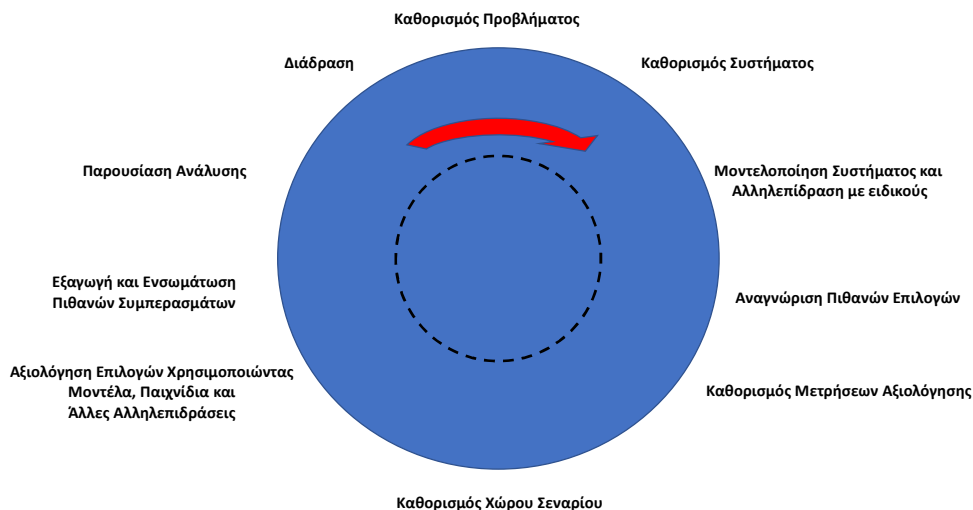 Καθορισμός Προβλήματος
Καθορισμός Συστήματος
Μοντελοποίηση Συστήματος και
Αλληλεπίδραση με ειδικούς
Αναγνώριση Πιθανών Επιλογών
Καθορισμός Μετρήσεων Αξιολόγησης
Καθορισμός Χώρου Σεναρίου
Αξιολόγηση Επιλογών Χρησιμοποιώντας
Μοντέλα, Παιχνίδια και
Άλλες Αλληλεπιδράσεις
Εξαγωγή και Ενσωμάτωση
Πιθανών Συμπερασμάτων
Παρουσίαση Ανάλυσης
Διάδραση